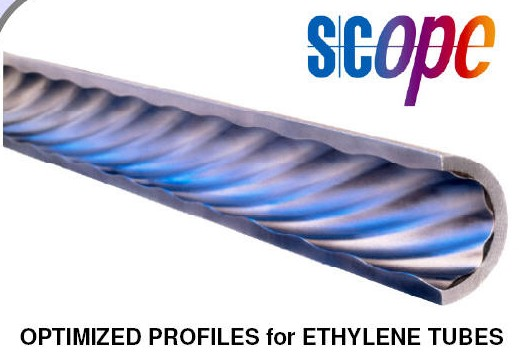 scope
OPTIMIZED PROFILES for ETHYLENE TUBES